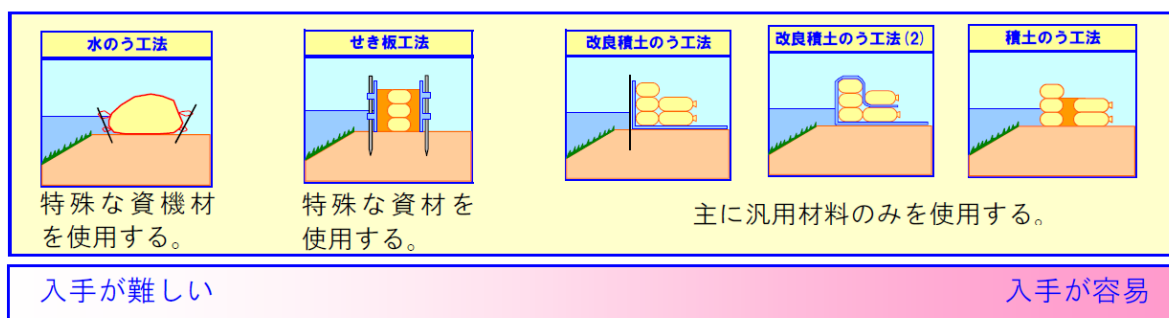 水のう工法
せき板工法
改良積土のう工法
改良積土のう工法(2)
積土のう工法
特殊な資機材
を使用する。
特殊な資材を
使用する。
主に汎用材料のみを使用する。
入手が難しい
入手が容易